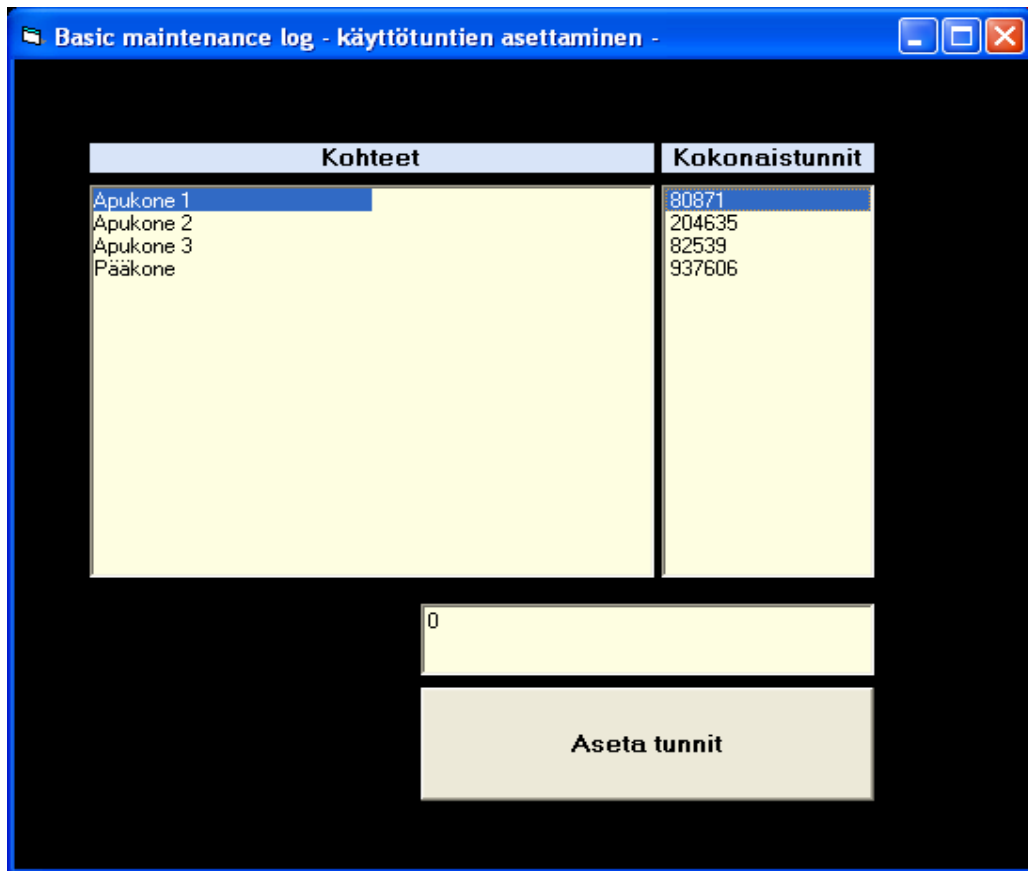 Basic maintenance log - käyttötuntien asettaminen -
Kohteet Kokonaistunnit
Apukone 1 80871
Apukone 2 204635
Apukone 3 82539
Pääkone 937606
0
Aseta tunnit